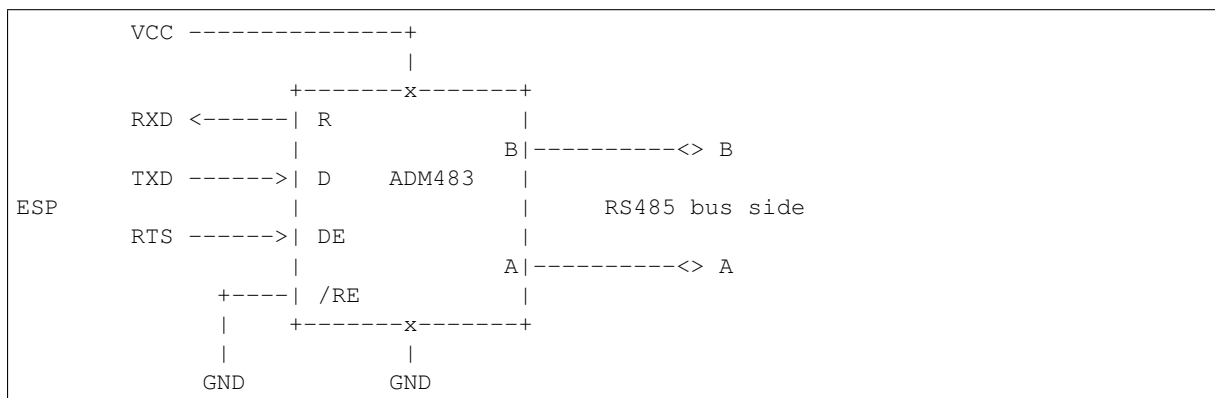 VCC ---------------+
|
+-------x-------+
RXD <------| R |
| B|----------<> B
TXD ------>| D ADM483 |
ESP | | RS485 bus side
RTS ------>| DE |
| A|----------<> A
+----| /RE |
| +-------x-------+
| |
GND GND